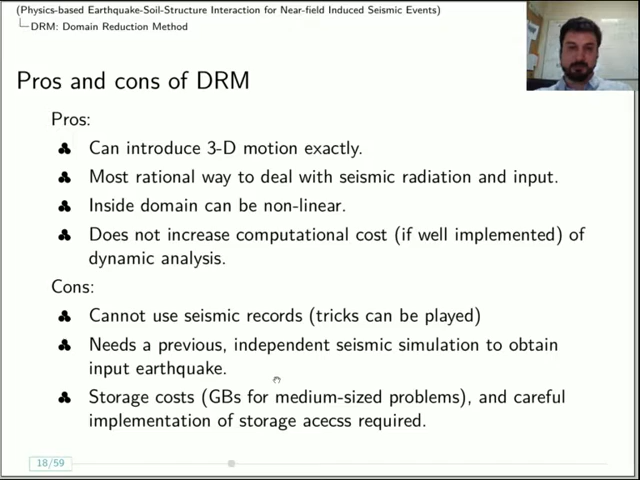 (Physics-based Earthquake-Soil-Structure Interaction for Near-field Induced Seismic Events)
DRM: Domain Reduction Method
Pros and cons of DRM
Pros:
Can introduce 3-D motion exactly.
Most rational way to deal with seismic radiation and input.
Inside domain can be non-linear.
Does not increase computational cost (if well implemented) of
dynamic analysis.
Cons:
Cannot use seismic records (tricks can be played)
Needs a previous, independent seismic simulation to obtain
input earthquake.
Storage costs (GBs for medium-sized problems), and careful
implementation of storage acecss required.
18/59